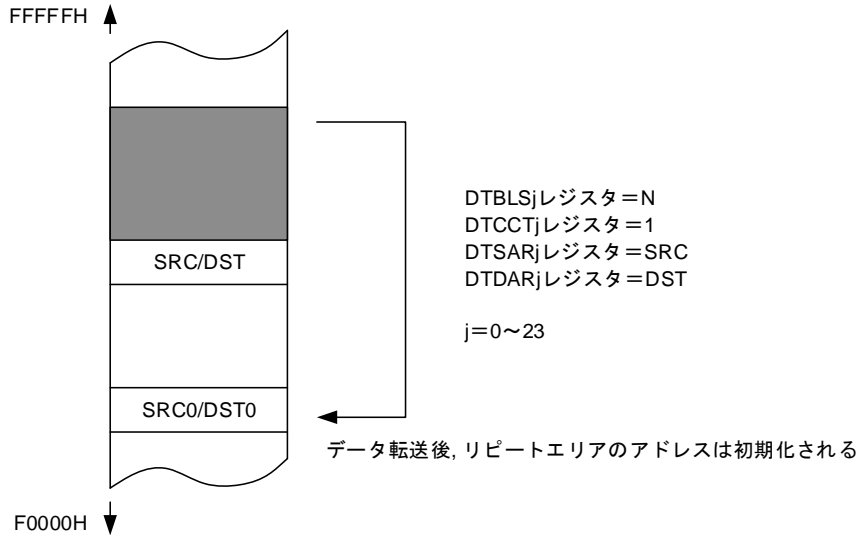 FFFFFH
DTBLSjレジスタ＝N
DTCCTjレジスタ＝1
DTSARjレジスタ＝SRC
DTDARjレジスタ＝DST
j＝0～23
SRC/DST
SRC0/DST0
データ転送後, リピートエリアのアドレスは初期化される
F0000H